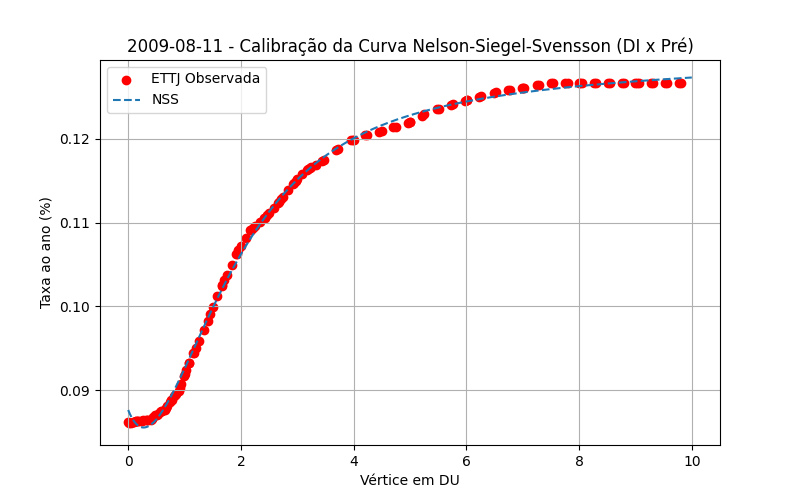 2009-08-11 - Calibração da Curva Nelson-Siegel-Svensson (DI x Pré)
ETTJ Observada
NSS
Taxa ao ano (%)
0.12
0.11
0.10
0.09
0 2 4 6 8 10
Vértice em DU